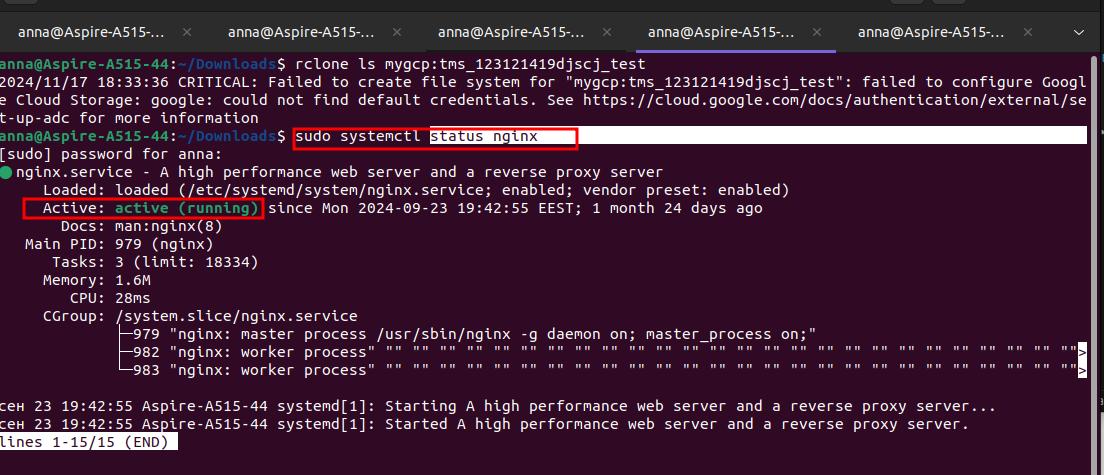 anna@Aspire-A515-...
anna@Aspire-A515-...
anna@Aspire-A515-...
anna@Aspire-A515-...
anna@Aspire-A515-...
anna@Aspire-A515-44:~/Downloads$ rclone ls mygcp:tms_123121419djscj_test
2024/11/17 18:33:36 CRITICAL: Failed to create file system for "mygcp:tms_123121419djscj_test": failed to configure Googl
e Cloud Storage: google: could not find default credentials. See https://cloud.google.com/docs/authentication/external/se
t-up-adc for more information
anna@Aspire-A515-44:~/Downloads$ sudo systemctl status nginx
[sudo] password for anna:
● nginx.service - A high performance web server and a reverse proxy server
Loaded: loaded (/etc/systemd/system/nginx.service; enabled; vendor preset: enabled)
Active: active (running) since Mon 2024-09-23 19:42:55 EEST; 1 month 24 days ago
Docs: man:nginx(8)
Main PID: 979 (nginx)
Tasks: 3 (limit: 18334)
Memory: 1.6M
CPU: 28ms
CGroup: /system.slice/nginx.service
├─979 "nginx: master process /usr/sbin/nginx -g daemon on; master_process on;"
├─982 "nginx: worker process" "" "" "" "" "" "" "" "" "" "" "" "" "" "" "" "" "" "" "" "" "" "" "" "" "" "">
└─983 "nginx: worker process" "" "" "" "" "" "" "" "" "" "" "" "" "" "" "" "" "" "" "" "" "" "" "" "" "" "">
сен 23 19:42:55 Aspire-A515-44 systemd[1]: Starting A high performance web server and a reverse proxy server...
сен 23 19:42:55 Aspire-A515-44 systemd[1]: Started A high performance web server and a reverse proxy server.
lines 1-15/15 (END)